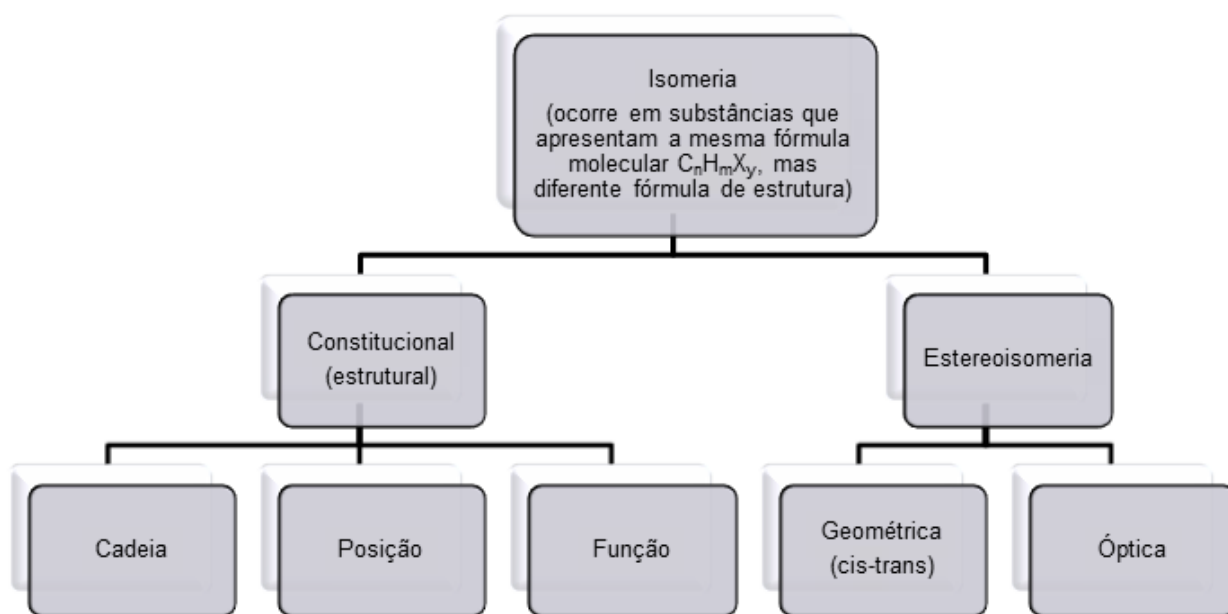 Isomeria
(ocorre em substâncias que
apresentam a mesma fórmula
molecular CₙHₘXᵧ, mas
diferente fórmula de estrutura)
Constitucional
(estrutural)
Estereoisomeria
Cadeia
Posição
Função
Geométrica
(cis-trans)
Óptica